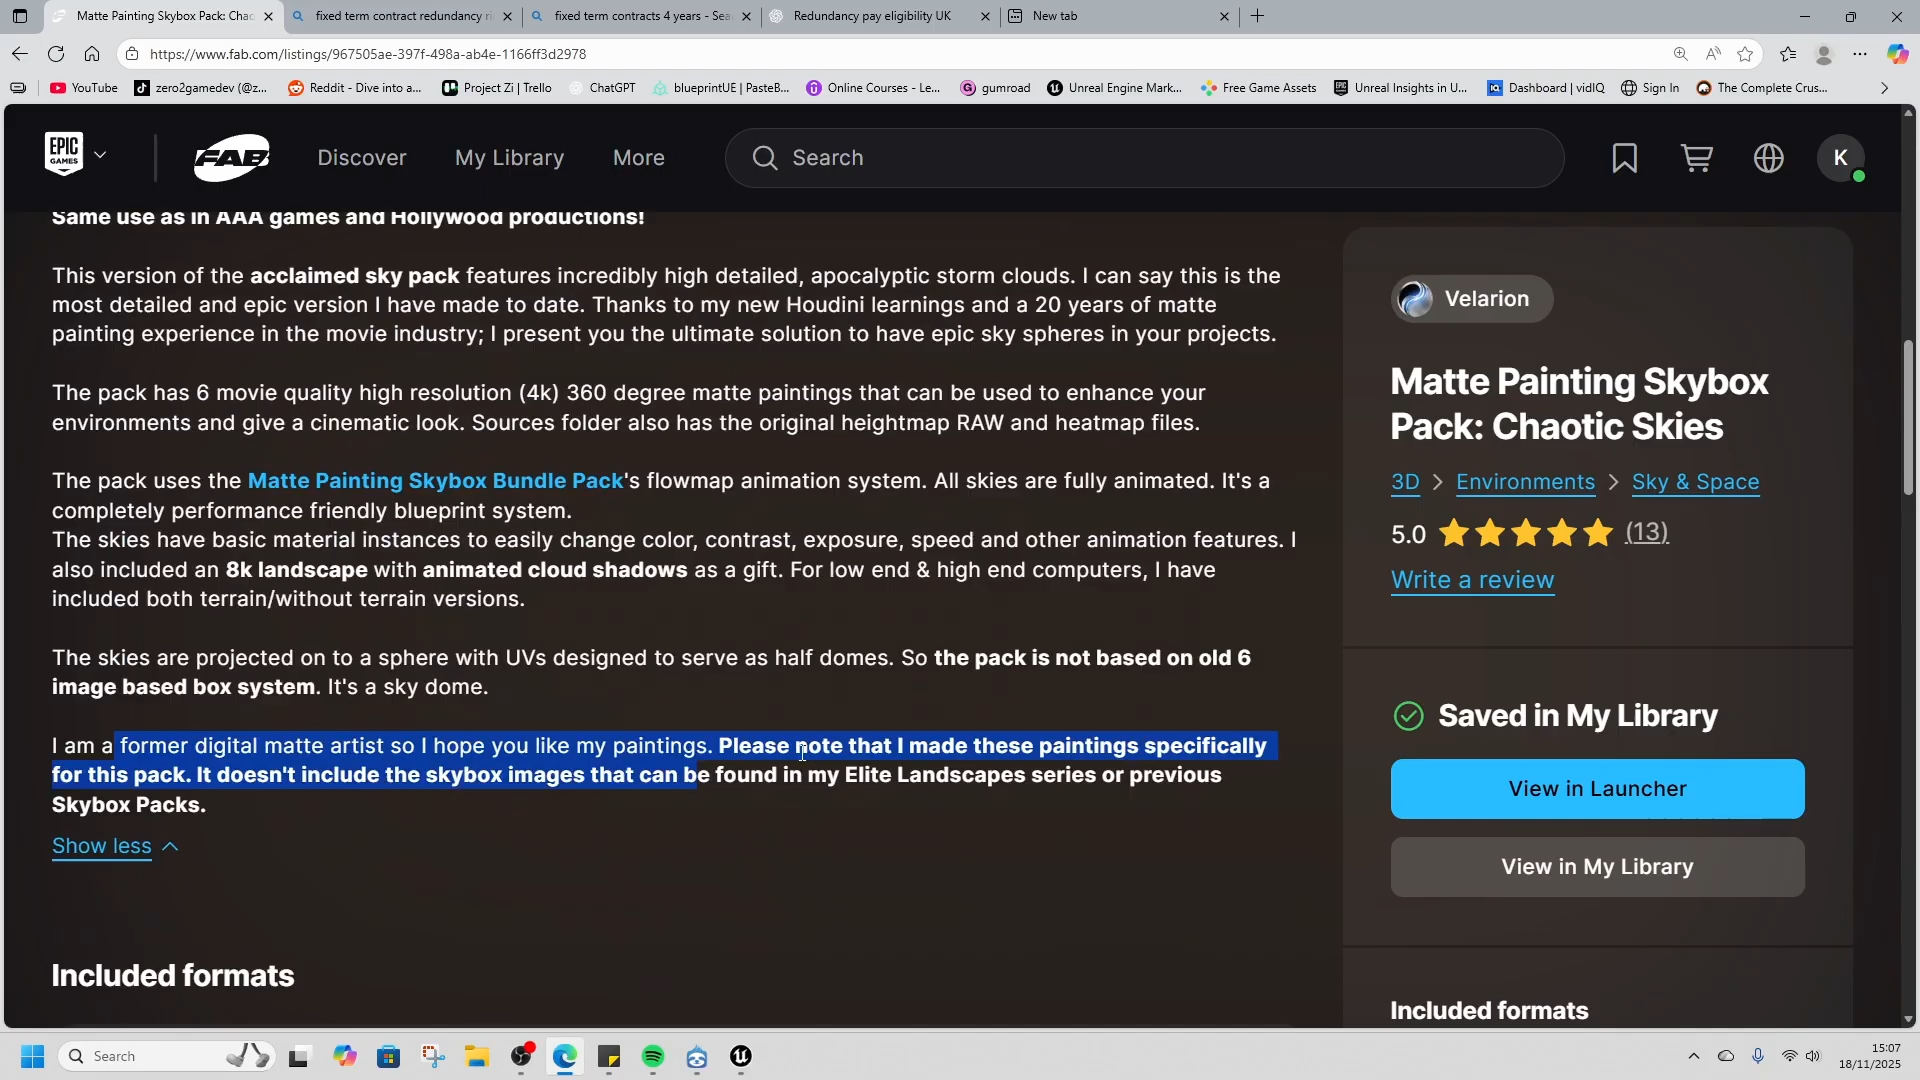 Matte Painting Skybox Pack: Chao
fixed term contract redundancy ri
fixed term contracts 4 years - Sea
Redundancy pay eligibility UK
New tab
https://www.fab.com/listings/967505ae-397f-498a-ab4e-1166ff3d2978
YouTube
zero2gamedev (@z...
Reddit - Dive into a...
Project Zi | Trello
ChatGPT
blueprintUE | PasteB...
Online Courses - Le...
gumroad
Unreal Engine Mark...
Free Game Assets
Unreal Insights in U...
Dashboard | vidIQ
Sign In
The Complete Crus...
EPIC GAMES
FAB
Discover
My Library
More
Search
K
Same use as in AAA games and Hollywood productions!
This version of the acclaimed sky pack features incredibly high detailed, apocalyptic storm clouds. I can say this is the
most detailed and epic version I have made to date. Thanks to my new Houdini learnings and a 20 years of matte
painting experience in the movie industry; I present you the ultimate solution to have epic sky spheres in your projects.
The pack has 6 movie quality high resolution (4k) 360 degree matte paintings that can be used to enhance your
environments and give a cinematic look. Sources folder also has the original heightmap RAW and heatmap files.
The pack uses the Matte Painting Skybox Bundle Pack's flowmap animation system. All skies are fully animated. It's a
completely performance friendly blueprint system.
The skies have basic material instances to easily change color, contrast, exposure, speed and other animation features. I
also included an 8k landscape with animated cloud shadows as a gift. For low end & high end computers, I have
included both terrain/without terrain versions.
The skies are projected on to a sphere with UVs designed to serve as half domes. So the pack is not based on old 6
image based box system. It's a sky dome.
I am a former digital matte artist so I hope you like my paintings. Please note that I made these paintings specifically
for this pack. It doesn't include the skybox images that can be found in my Elite Landscapes series or previous
Skybox Packs.
Show less
Included formats
Velarion
Matte Painting Skybox
Pack: Chaotic Skies
3D > Environments > Sky & Space
5.0 (13)
Write a review
Saved in My Library
View in Launcher
View in My Library
Included formats
Search
15:07
18/11/2025